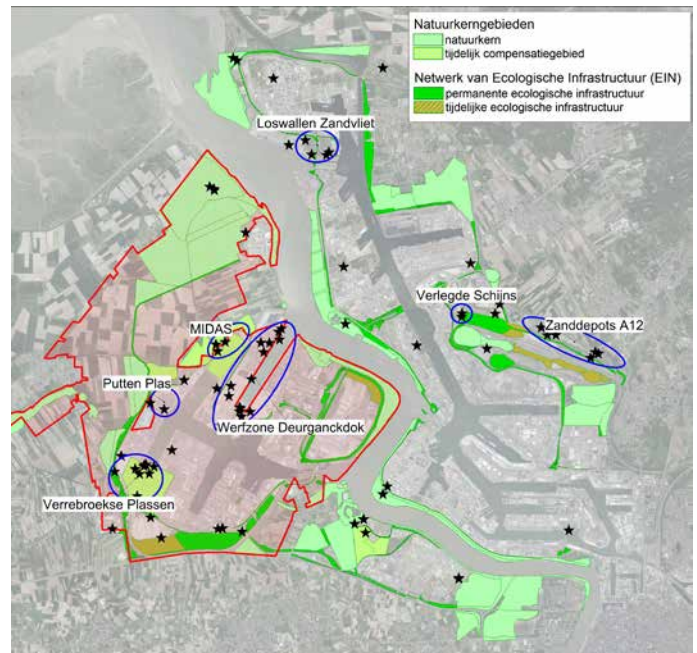 Natuurkerngebieden
natuurkern
tijdelijk compensatiegebied
Netwerk van Ecologische Infrastructuur (EIN)
permanente ecologische infrastructuur
tijdelijke ecologische infrastructuur
Loswallen Zandvliet
Verlegde Schijns
Zanddepots A12
MIDAS
Putten Plas
Werfzone Deurganckdok
Verrebroekse Plassen